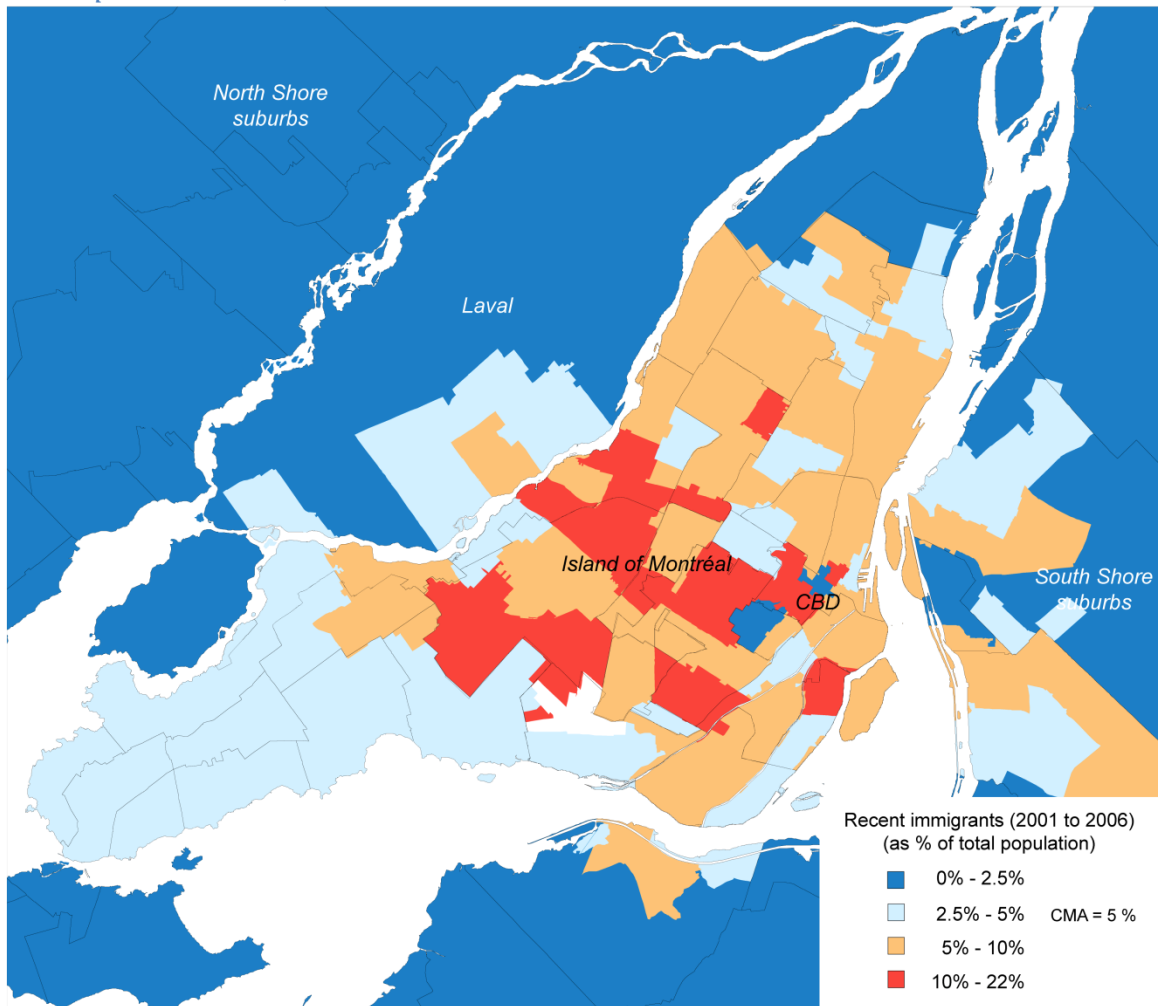 North Shore
suburbs
Laval
Island of Montréal
CBD
South Shore
suburbs
Recent immigrants (2001 to 2006)
(as % of total population)
0% - 2.5%
2.5% - 5% CMA = 5 %
5% - 10%
10% - 22%